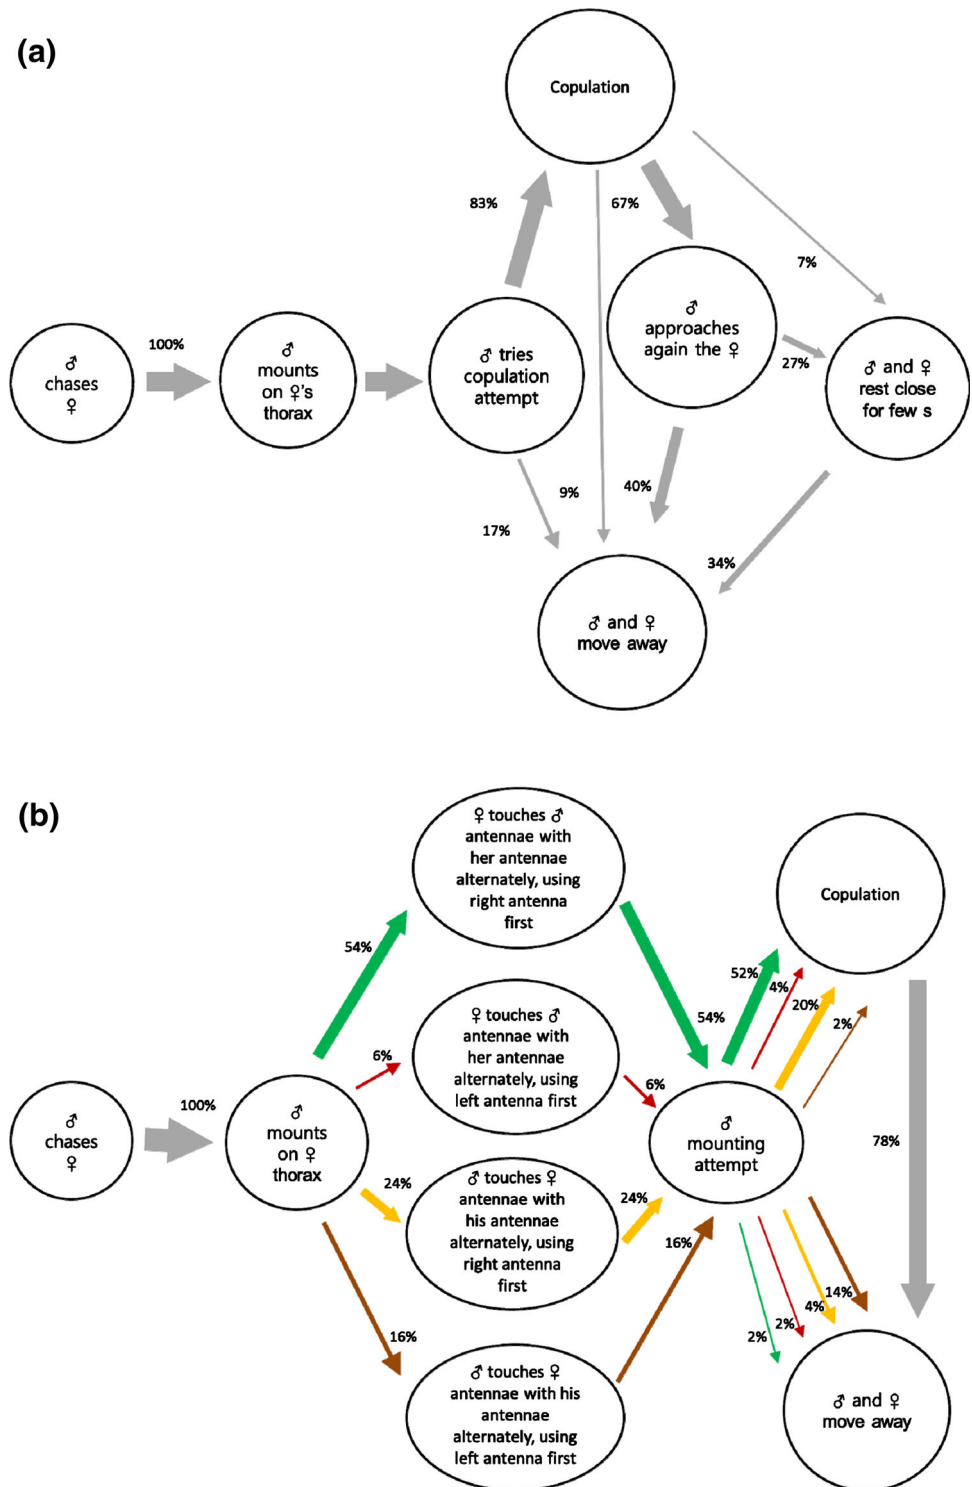 (a)
Copulation
83%
67%
7%
♂
approaches
again the ♀
27%
100%
♂
chases
♀
♂
mounts
on ♀'s
thorax
♂ tries
copulation
attempt
♂ and ♀
rest close
for few s
17%
9%
40%
34%
♂ and ♀
move away
(b)
♀ touches ♂
antennae with
her antennae
alternately, using
right antenna
first
Copulation
54%
54%
52%
4%
20%
2%
♀ touches ♂
antennae with
her antennae
alternately, using
left antenna first
6%
6%
100%
♂
chases
♀
♂
mounts
on ♀
thorax
♂
mounting
attempt
78%
24%
♂ touches ♀
antennae with
his antennae
alternately, using
right antenna
first
24%
16%
16%
2%
2%
4%
14%
♂ touches ♀
antennae with his
antennae
alternately, using
left antenna first
♂ and ♀
move away